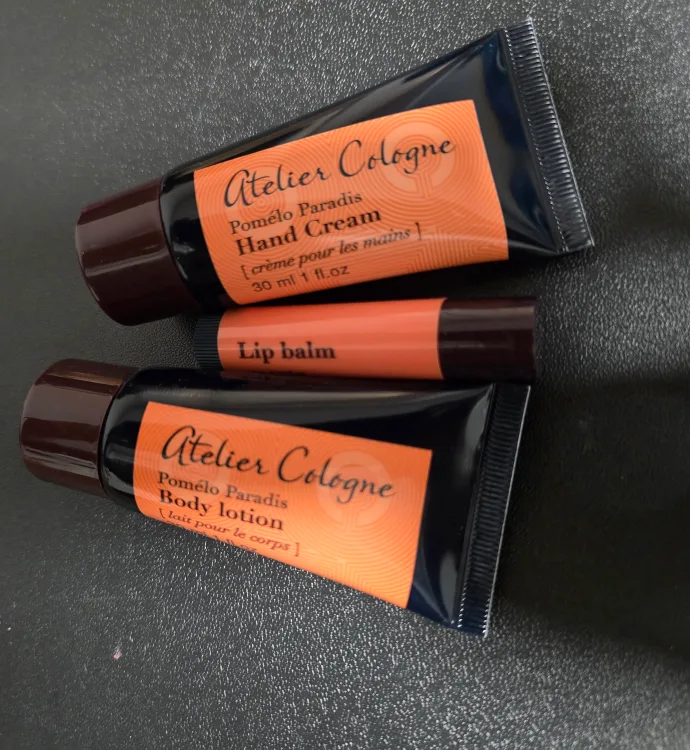 Atelier Cologne
Pomélo Paradis
Hand Cream
[ crème pour les mains ]
30 ml 1 fl.oz
Lip balm
Atelier Cologne
Pomélo Paradis
Body lotion
[ lait pour le corps ]